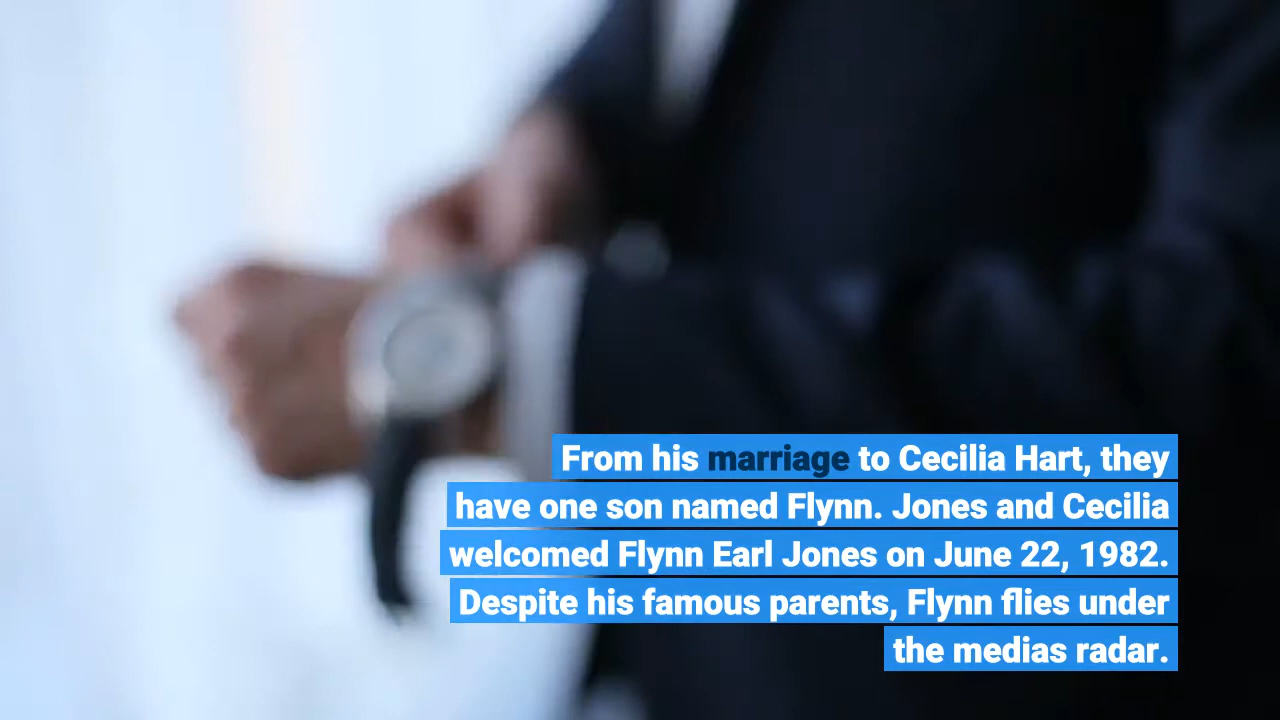 From his marriage to Cecilia Hart, they
have one son named Flynn. Jones and Cecilia
welcomed Flynn Earl Jones on June 22, 1982.
Despite his famous parents, Flynn flies under
the medias radar.